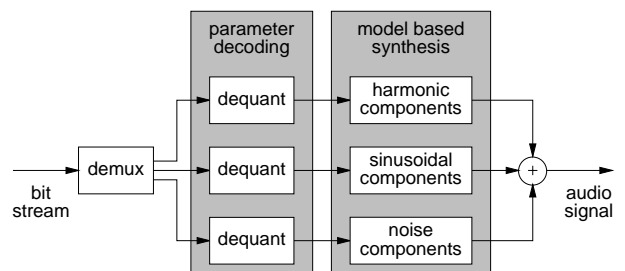 parameter
decoding
model based
synthesis
dequant
harmonic
components
demux
dequant
sinusoidal
components
+
bit
stream
audio
signal
dequant
noise
components